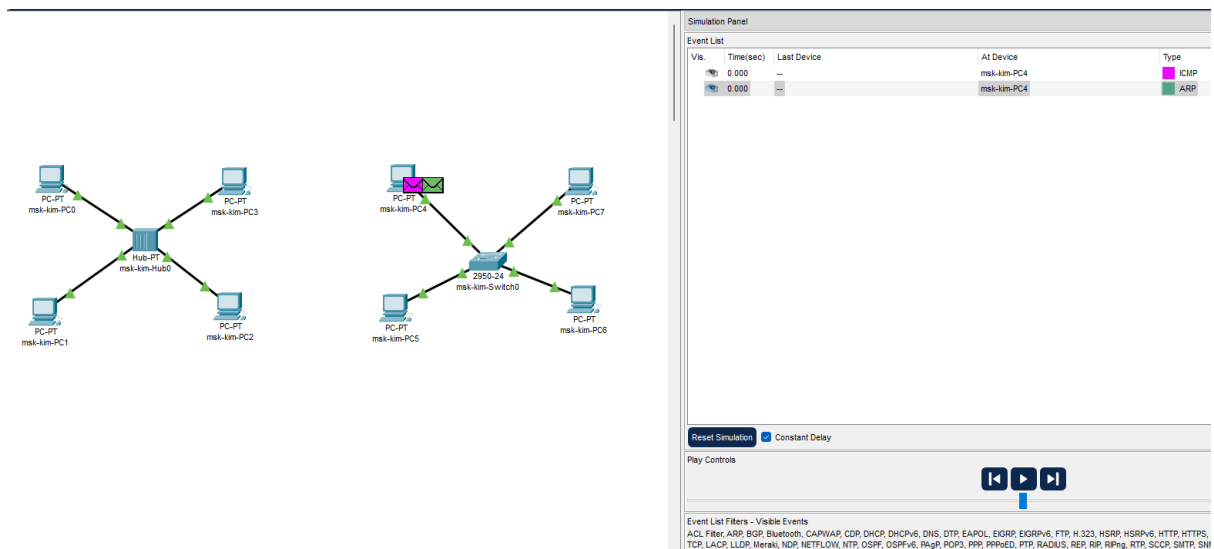 Simulation Panel
Event List
Vis. Time(sec) Last Device At Device Type
0.000 -- msk-kim-PC4 ICMP
0.000 -- msk-kim-PC4 ARP
PC-PT
msk-kim-PC0
PC-PT
msk-kim-PC3
Hub-PT
msk-kim-Hub0
PC-PT
msk-kim-PC1
PC-PT
msk-kim-PC2
PC-PT
msk-kim-PC4
PC-PT
msk-kim-PC7
2950-24
msk-kim-Switch0
PC-PT
msk-kim-PC5
PC-PT
msk-kim-PC6
Reset Simulation Constant Delay
Play Controls
Event List Filters - Visible Events
ACL Filter, ARP, BGP, Bluetooth, CAPWAP, CDP, DHCP, DHCPv6, DNS, DTP, EAPOL, EIGRP, EIGRPv6, FTP, H.323, HSRP, HSRPv6, HTTP, HTTPS,
TCP, LACP, LLDP, Meraki, NDP, NETFLOW, NTP, OSPF, OSPFv6, PAgP, POP3, PPP, PPPoED, PTP, RADIUS, REP, RIP, RIPng, RTP, SCCP, SMTP,